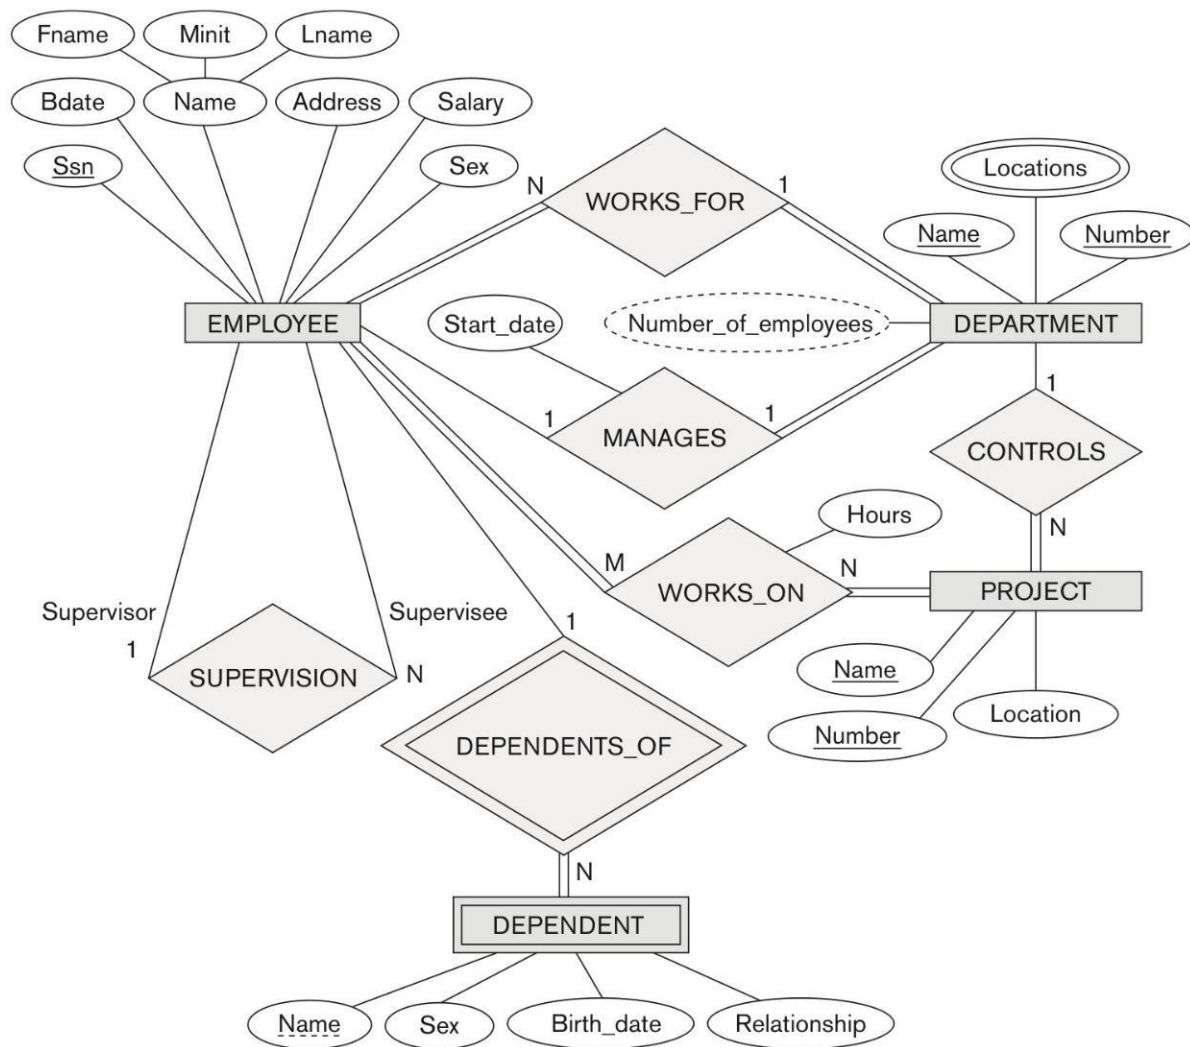 Fname
Minit
Lname
Bdate
Name
Address
Salary
Ssn
Sex
N
WORKS_FOR
1
Locations
Name
Number
EMPLOYEE
Start_date
Number_of_employees
DEPARTMENT
1
MANAGES
1
1
CONTROLS
N
Hours
M
WORKS_ON
N
PROJECT
Supervisor
1
Supervisee
N
SUPERVISION
1
Name
Number
Location
DEPENDENTS_OF
N
DEPENDENT
Name
Sex
Birth_date
Relationship